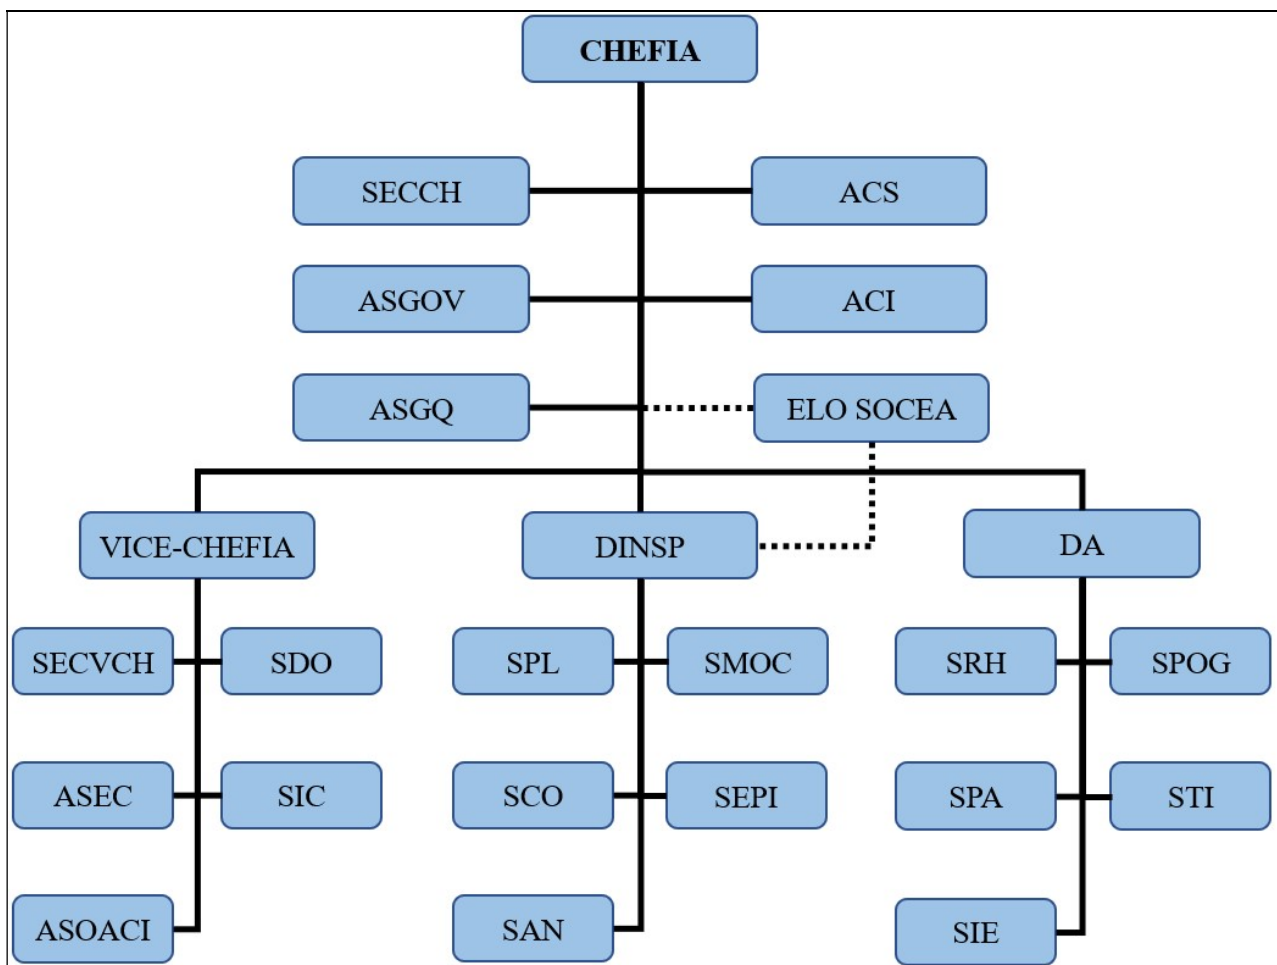 CHEFIA
SECCH
ACS
ASGOV
ACI
ASGQ
ELO SOCEA
VICE-CHEFIA
DINSP
DA
SECVCH
SDO
SPL
SMOC
SRH
SPOG
ASEC
SIC
SCO
SEPI
SPA
STI
ASOACI
SAN
SIE